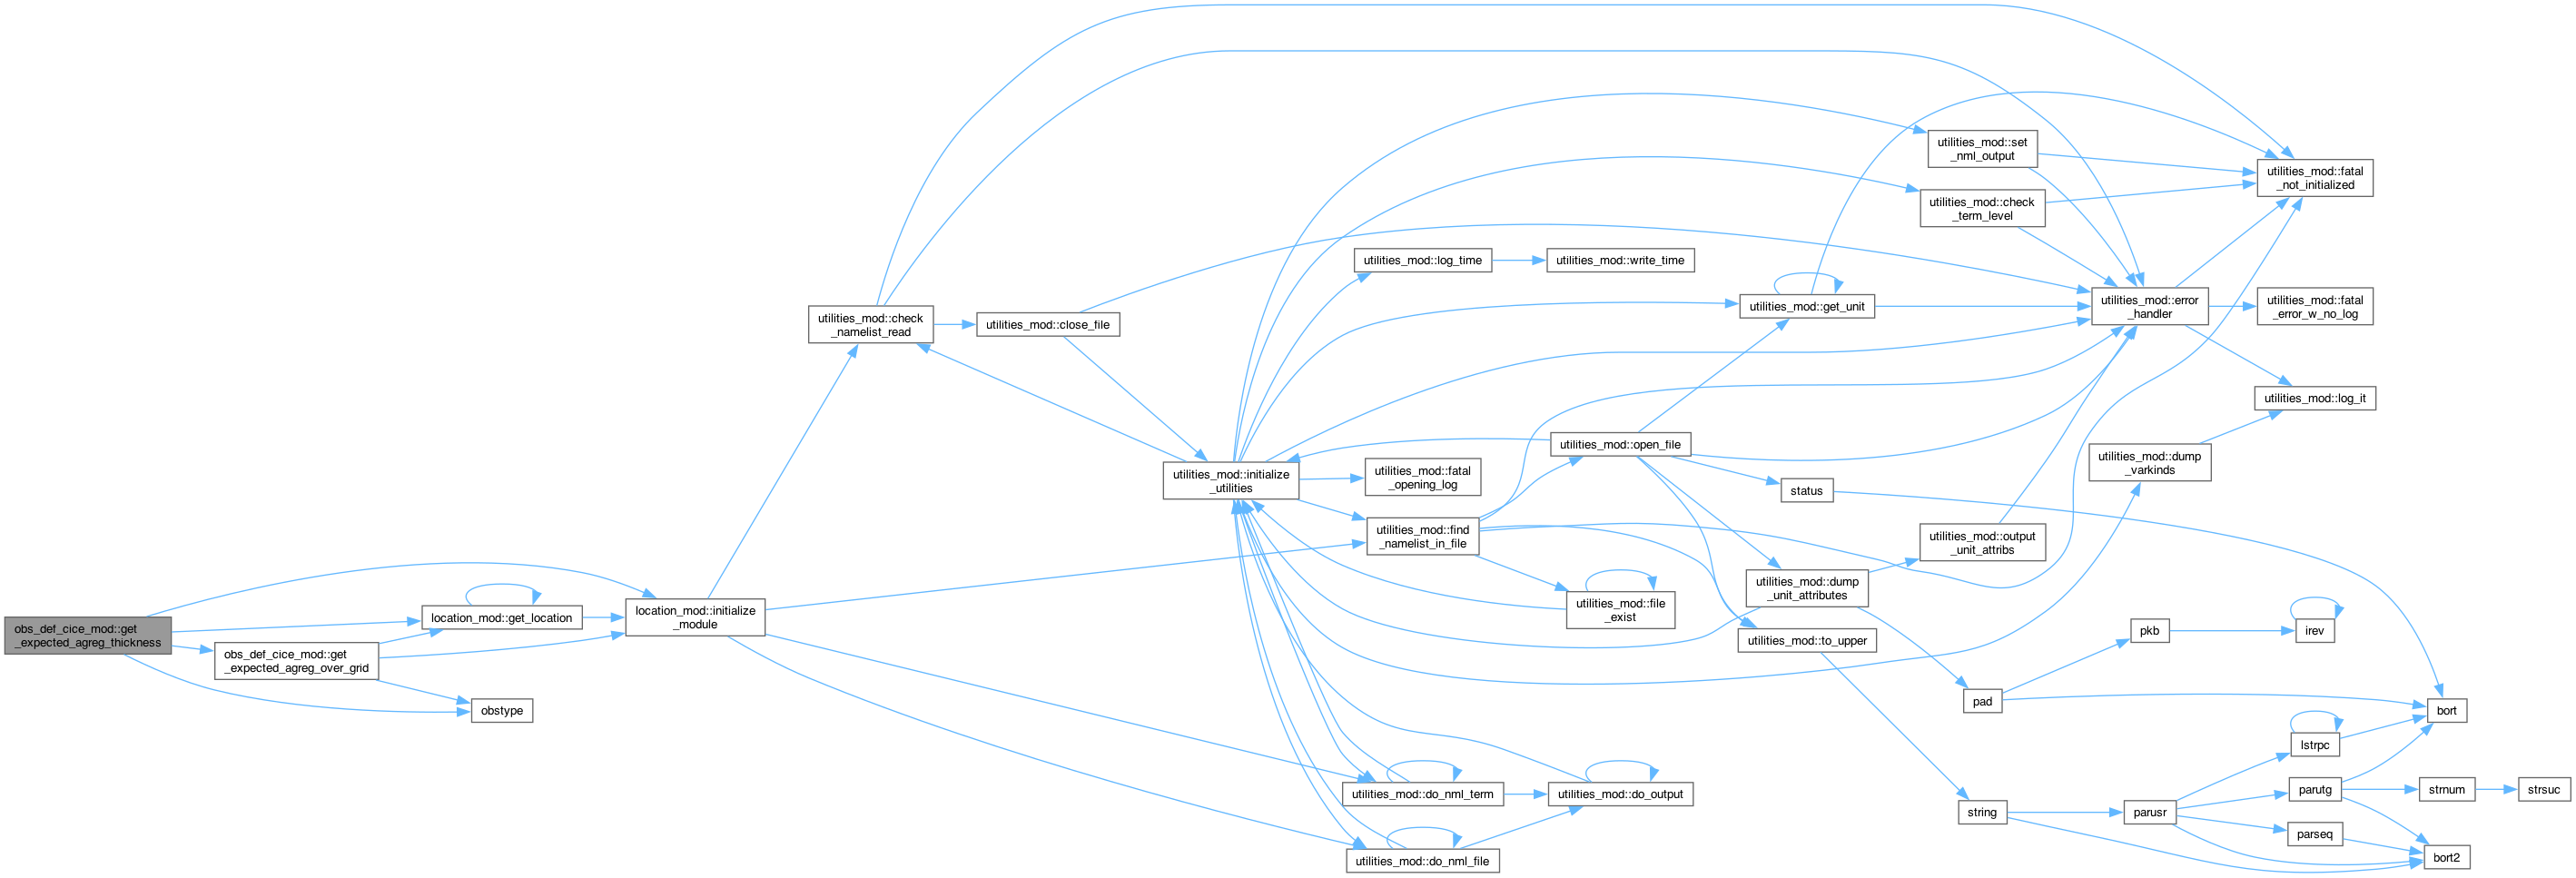 obs_def_cice_mod::get
_expected_agreg_thickness
location_mod::get_location
obs_def_cice_mod::get
_expected_agreg_over_grid
obstype
location_mod::initialize
_module
utilities_mod::check
_namelist_read
utilities_mod::close_file
utilities_mod::initialize
_utilities
utilities_mod::log_time
utilities_mod::write_time
utilities_mod::fatal
_opening_log
utilities_mod::find
_namelist_in_file
utilities_mod::open_file
utilities_mod::file
_exist
utilities_mod::do_nml_term
utilities_mod::do_nml_file
utilities_mod::do_output
utilities_mod::get_unit
status
utilities_mod::dump
_unit_attributes
utilities_mod::to_upper
utilities_mod::set
_nml_output
utilities_mod::check
_term_level
utilities_mod::output
_unit_attribs
pad
string
utilities_mod::error
_handler
utilities_mod::dump
_varkinds
pkb
parusr
utilities_mod::fatal
_not_initialized
utilities_mod::fatal
_error_w_no_log
utilities_mod::log_it
irev
lstrpc
parutg
parseq
bort
strnum
bort2
strsuc